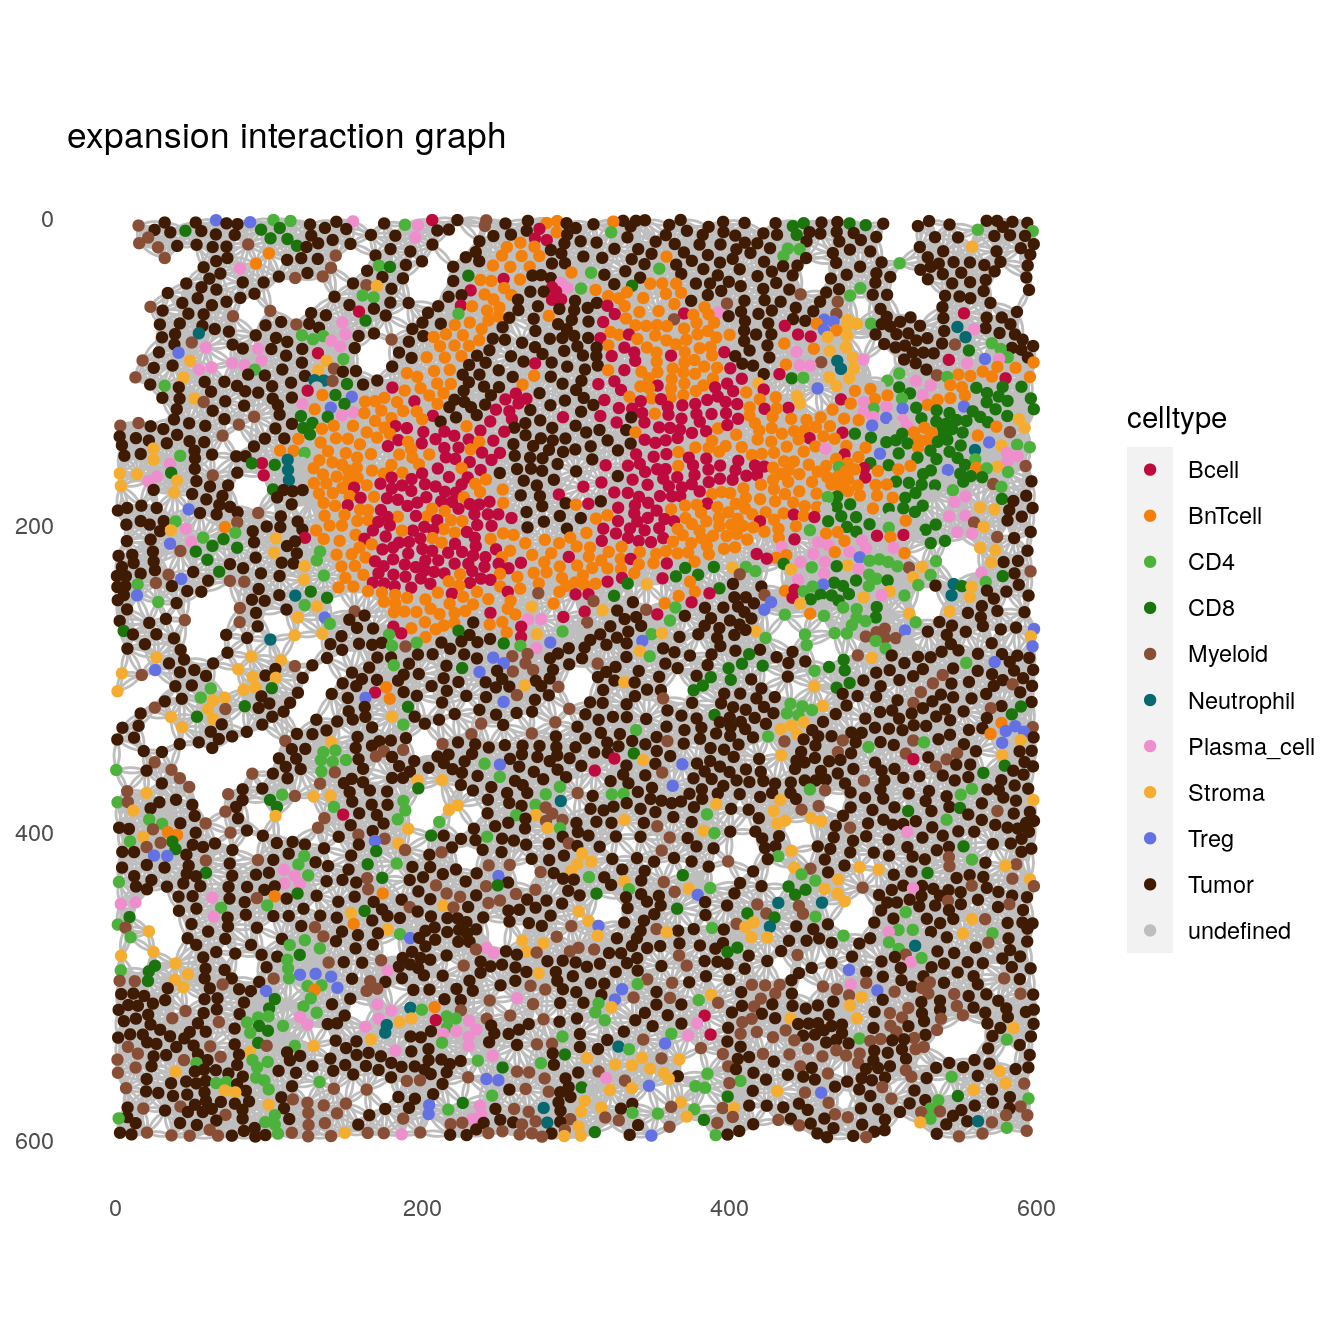 expansion interaction graph
0
200
400
600
0
200
400
600
celltype
Bcell
BnTcell
CD4
CD8
Myeloid
Neutrophil
Plasma_cell
Stroma
Treg
Tumor
undefined